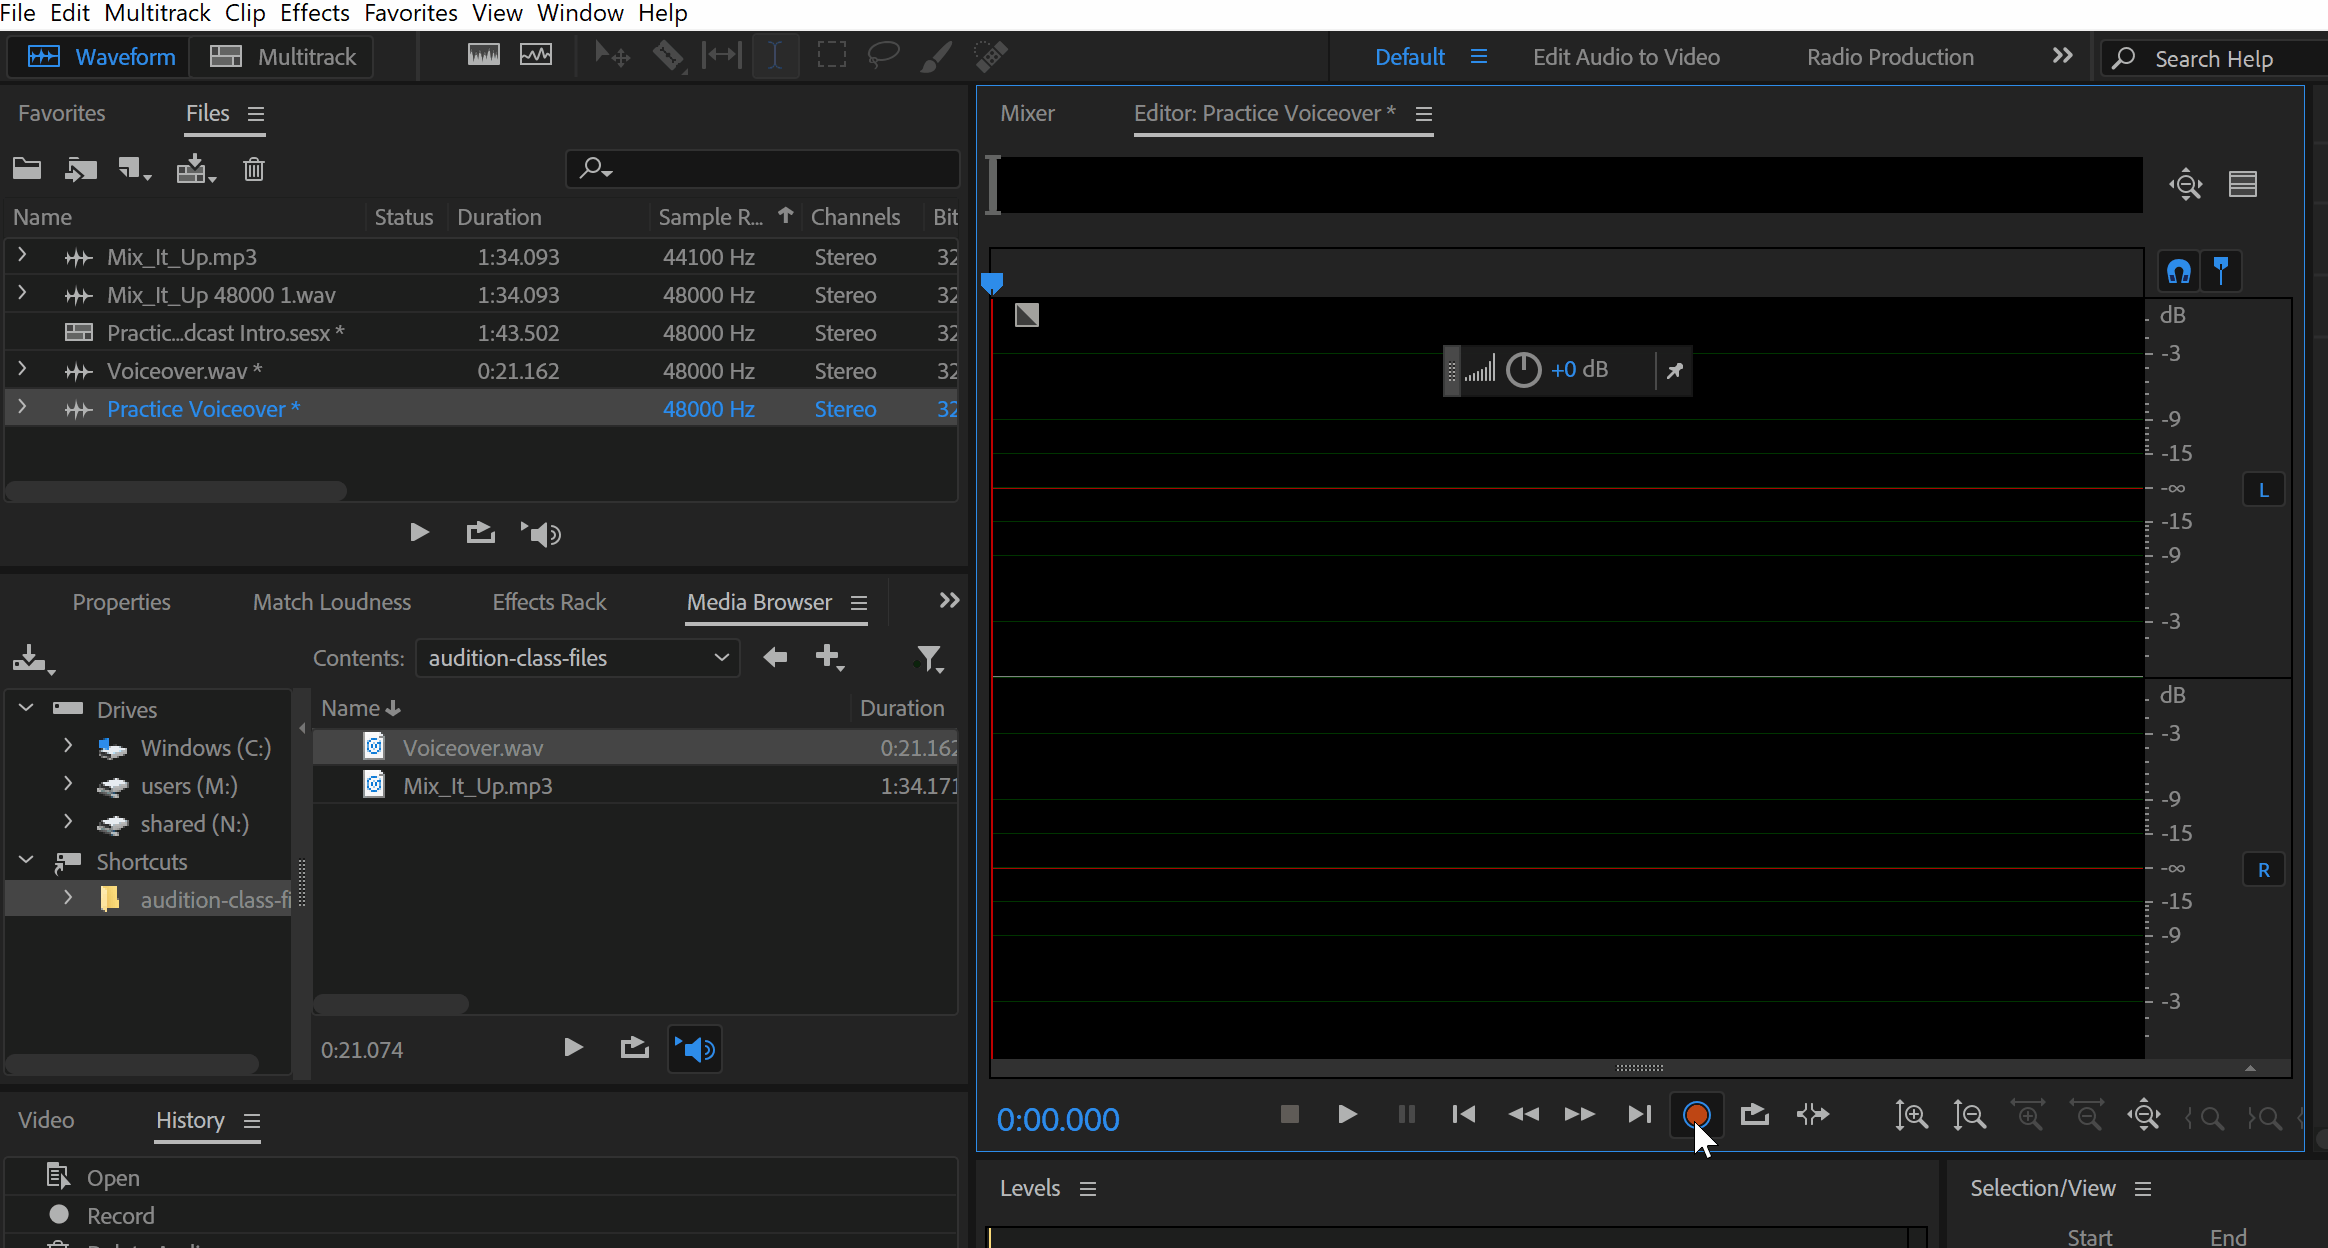 File Edit Multitrack Clip Effects Favorites View Window Help
Waveform Multitrack Default Edit Audio to Video Radio Production Search Help
Favorites Files
Name Status Duration Sample R... Channels Bit
Mix_It_Up.mp3 1:34.093 44100 Hz Stereo 32
Mix_It_Up 48000 1.wav 1:34.093 48000 Hz Stereo 32
Practic...dcast Intro.sesx * 1:43.502 48000 Hz Stereo 32
Voiceover.wav * 0:21.162 48000 Hz Stereo 32
Practice Voiceover * 48000 Hz Stereo 32
Properties Match Loudness Effects Rack Media Browser
Contents: audition-class-files
Drives
Windows (C:)
users (M:)
shared (N:)
Shortcuts
audition-class-fi
Name Duration
Voiceover.wav 0:21.162
Mix_It_Up.mp3 1:34.171
0:21.074
Video History
Open
Record
Mixer Editor: Practice Voiceover *
+0 dB
dB
-3
-9
-15
-∞ L
-15
-9
-3
dB
-3
-9
-15
-∞ R
-15
-9
-3
0:00.000
Levels
Selection/View
Start End